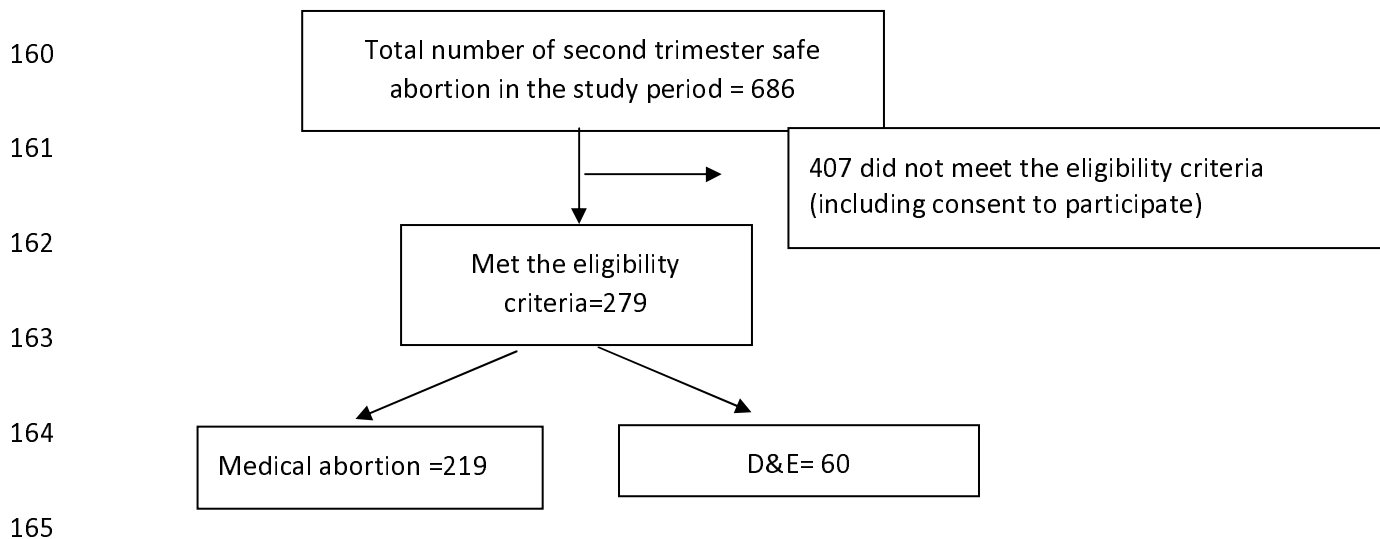 160
Total number of second trimester safe
abortion in the study period = 686
161
407 did not meet the eligibility criteria
(including consent to participate)
162
Met the eligibility
criteria=279
163
164
Medical abortion =219
D&E= 60
165